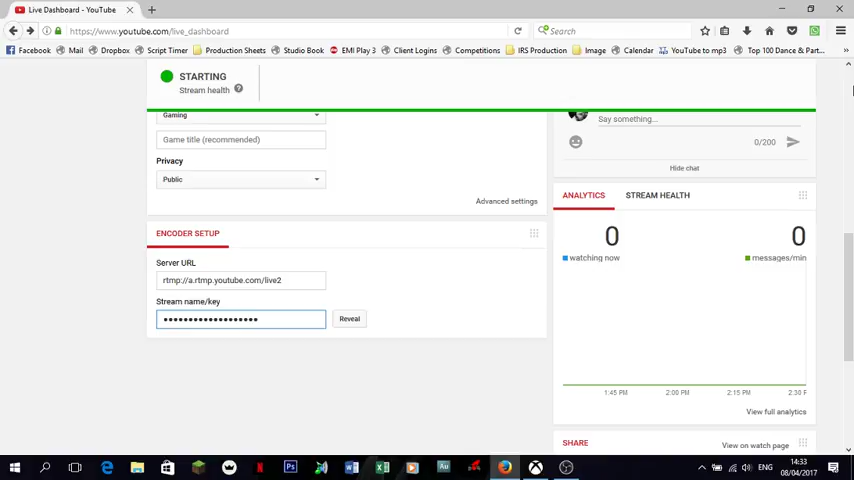 Live Dashboard
https://www.youtube.com/live_dashboard
Search
Facebook Mail Dropbox Script Timer Production Sheets Studio Book EMI Play 3 Client Logins Competitions IRS Production Image Calendar YouTube to mp3 Top 100 Dance & Part...
STARTING
Stream health ?
Gaming
Game title (recommended)
Privacy
Public
Advanced settings
ENCODER SETUP
Server URL
rtmp://a.rtmp.youtube.com/live2
Stream name/key
•••••••••••••••••••
Reveal
Say something...
0/200
Hide chat
ANALYTICS STREAM HEALTH
0 0
watching now messages/min
1:45 PM 2:00 PM 2:15 PM 2:30 P
View full analytics
SHARE View on watch page
ENG
14:33
08/04/2017